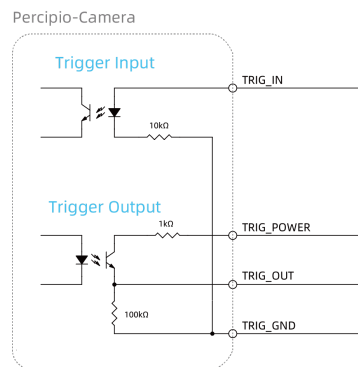 Percipio-Camera
Trigger Input
TRIG_IN
10kΩ
Trigger Output
1kΩ
TRIG_POWER
TRIG_OUT
100kΩ
TRIG_GND